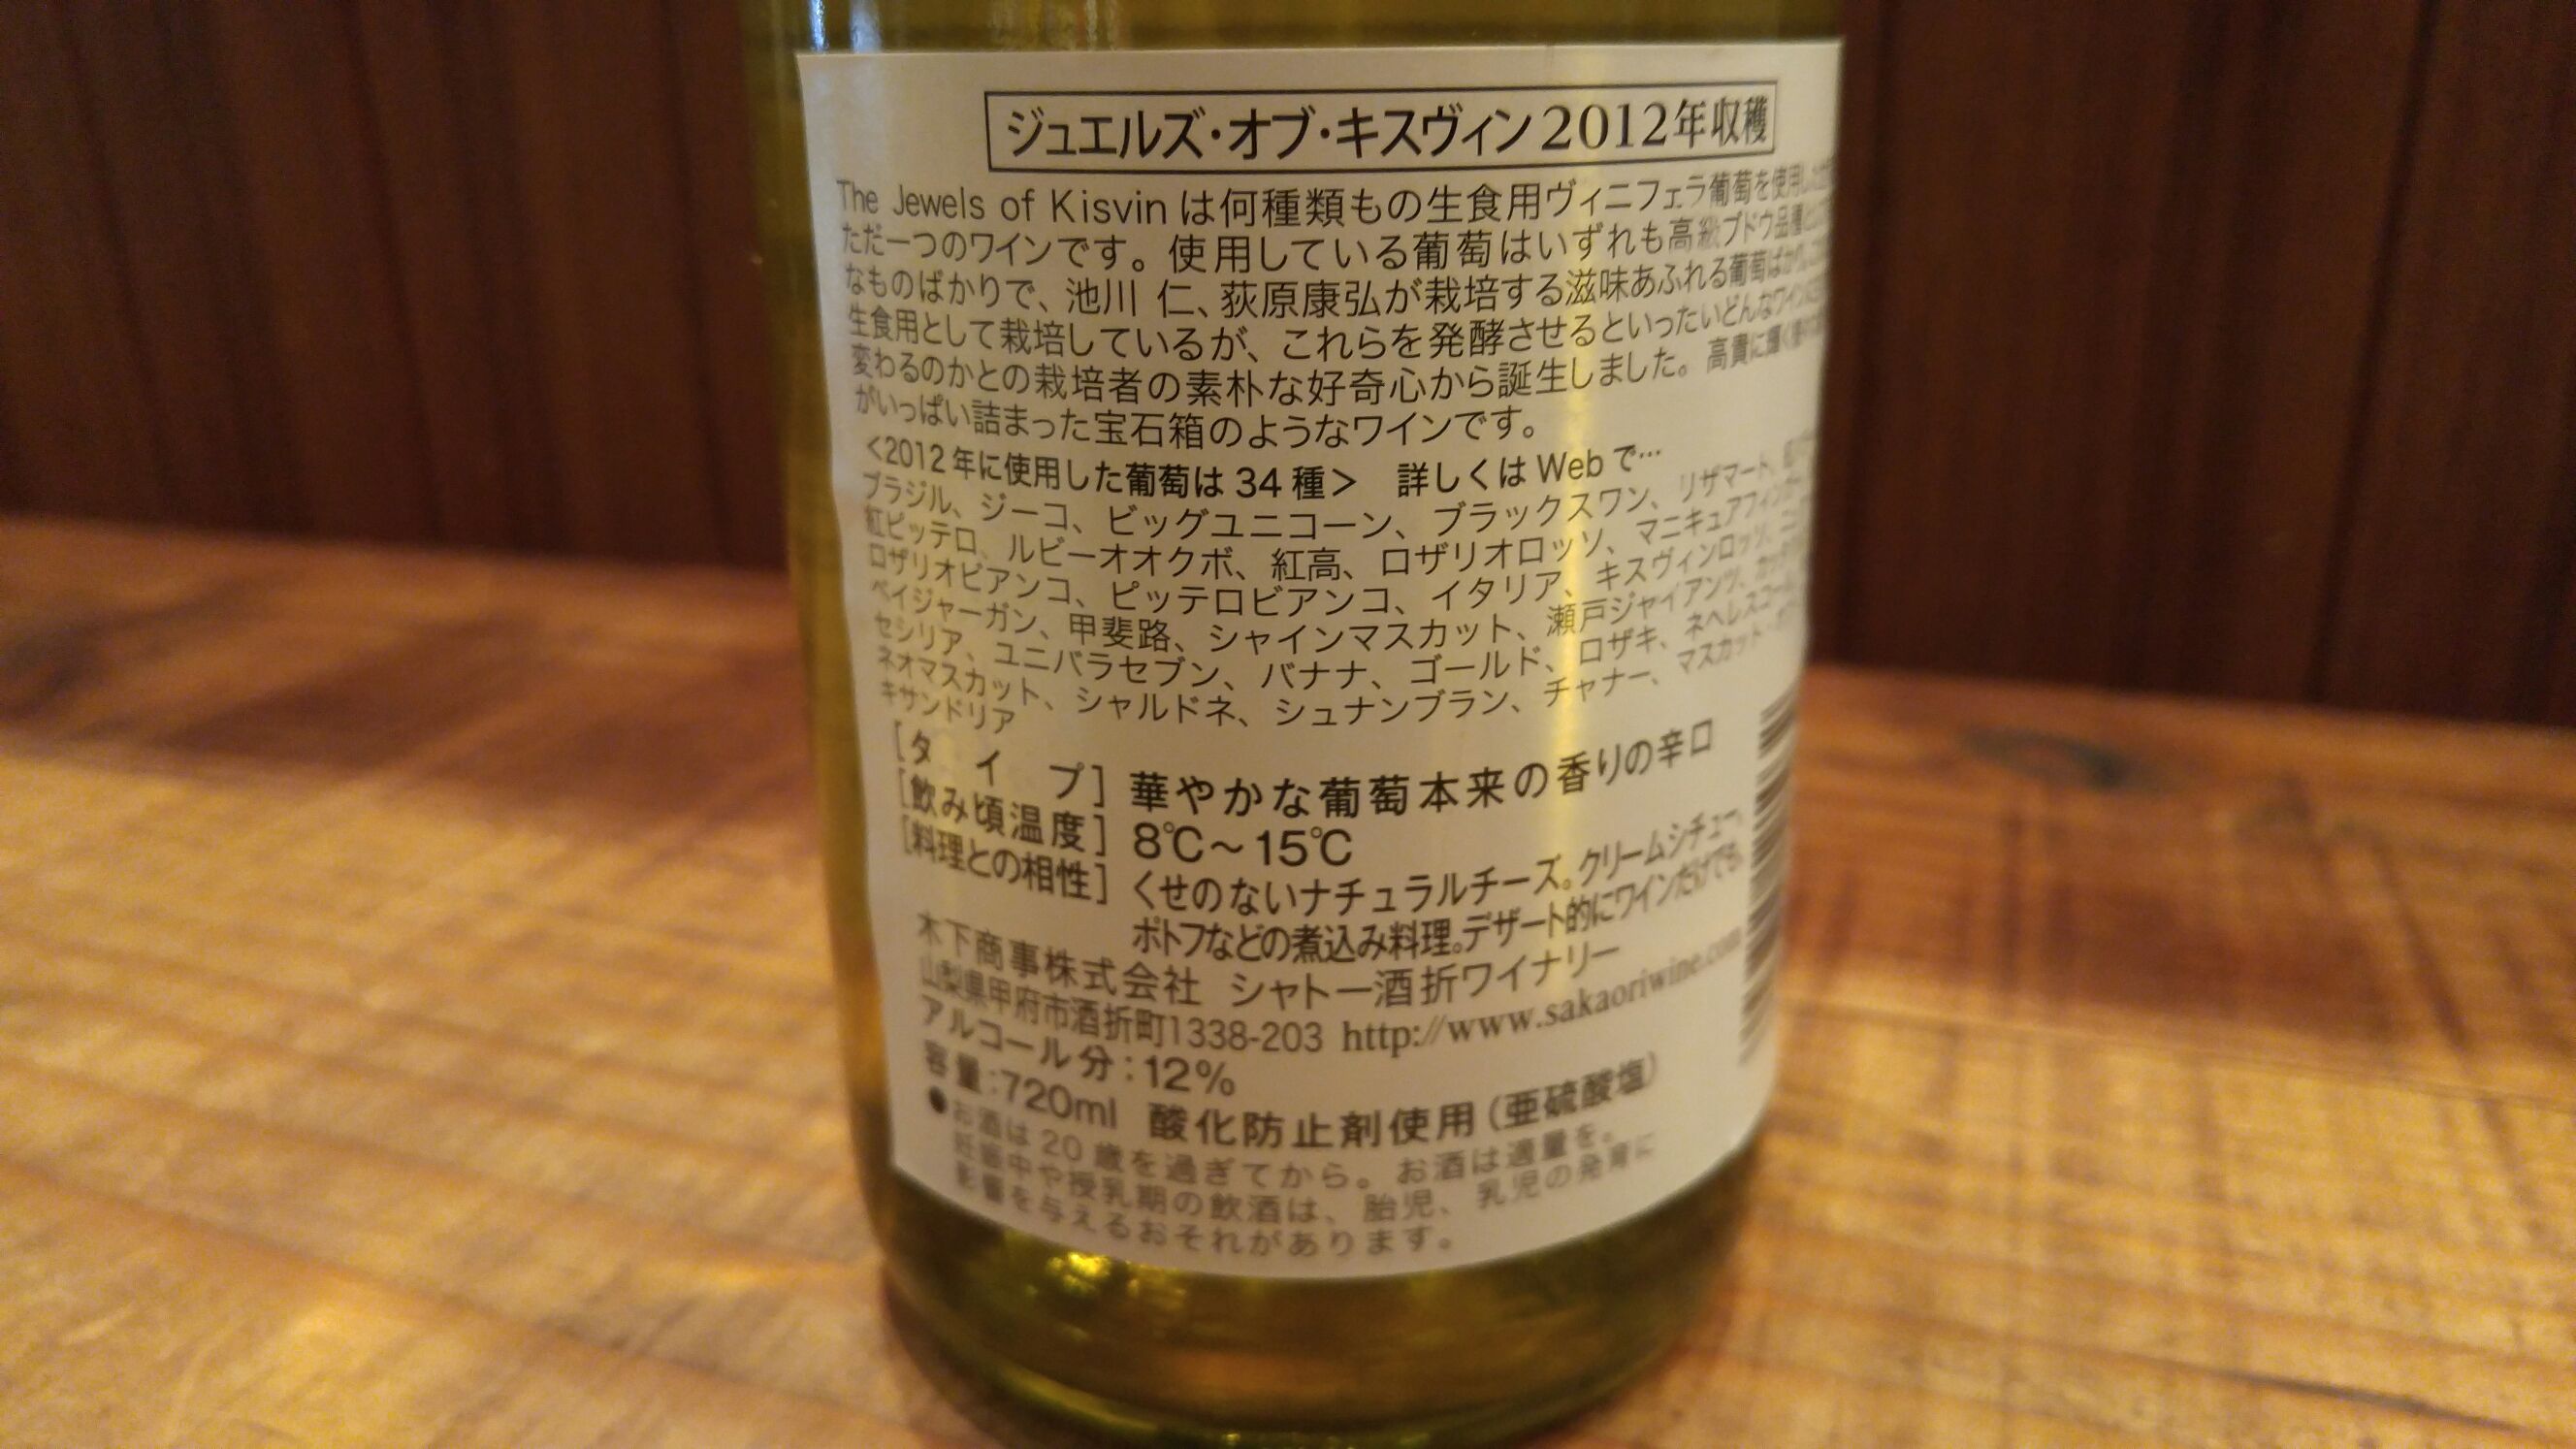 ジュエルズ・オブ・キスヴィン2012年収穫
The Jewels of Kisvin は何種類もの生食用ヴィニフェラ葡萄を使用し
ただ一つのワインです。使用している葡萄はいずれも高級ブドウ品種
なものばかりで、池川 仁、荻原康弘が栽培する滋味あふれる葡萄ばかり。
生食用として栽培しているが、これらを発酵させるといったいどんなワインに
変わるのかとの栽培者の素朴な好奇心から誕生しました。高貴に輝く
がいっぱい詰まった宝石箱のようなワインです。
<2012年に使用した葡萄は34種> 詳しくはWebで…
ブラジル、ジーコ、ビッグユニコーン、ブラックスワン、リザマート、
紅ピッテロ、ルビーオオクボ、紅高、ロザリオロッソ、マニキュアフィンガー
ロザリオビアンコ、ピッテロビアンコ、イタリア、キスヴィンロッソ、
ベイジャーガン、甲斐路、シャインマスカット、瀬戸ジャイアンツ、
セシリア、ユニバラセブン、バナナ、ゴールド、ロザキ、ネヘレスコール
ネオマスカット、シャルドネ、シュナンブラン、チャナー、マスカット・
キサンドリア
[タイプ] 華やかな葡萄本来の香りの辛口
[飲み頃温度] 8℃～15℃
[料理との相性] くせのないナチュラルチーズ。クリームシチュー、
ポトフなどの煮込み料理。デザート的にワインだけでも。
木下商事株式会社 シャトー酒折ワイナリー
山梨県甲府市酒折町1338-203 http://www.sakaoriwine.com
アルコール分：12%
容量：720ml 酸化防止剤使用（亜硫酸塩）
●お酒は20歳を過ぎてから。お酒は適量を。
妊娠中や授乳期の飲酒は、胎児、乳児の発育に
影響を与えるおそれがあります。